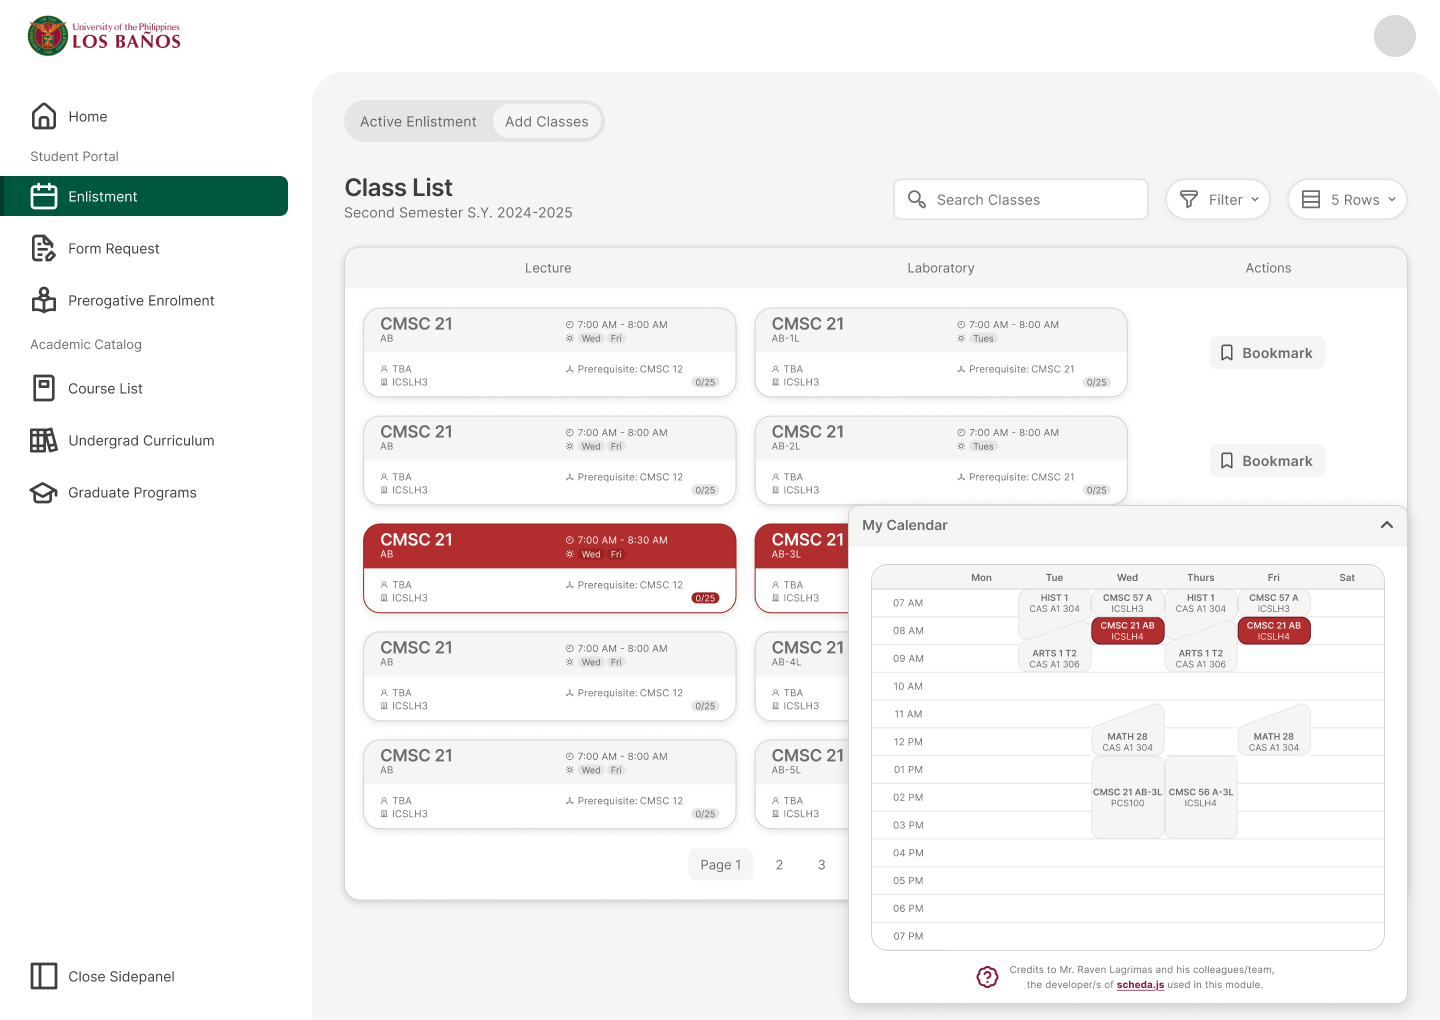 University of the Philippines
LOS BAÑOS
Home
Student Portal
Enlistment
Form Request
Prerogative Enrolment
Academic Catalog
Course List
Undergrad Curriculum
Graduate Programs
Close Sidepanel
Active Enlistment
Add Classes
Class List
Second Semester S.Y. 2024-2025
Search Classes
Filter
5 Rows
Lecture
Laboratory
Actions
CMSC 21
AB
7:00 AM - 8:00 AM
Wed Fri
TBA
ICSLH3
Prerequisite: CMSC 12
0/25
CMSC 21
AB-1L
7:00 AM - 8:00 AM
Tues
TBA
ICSLH3
Prerequisite: CMSC 21
0/25
Bookmark
CMSC 21
AB
7:00 AM - 8:00 AM
Wed Fri
TBA
ICSLH3
Prerequisite: CMSC 12
0/25
CMSC 21
AB-2L
7:00 AM - 8:00 AM
Tues
TBA
ICSLH3
Prerequisite: CMSC 21
0/25
Bookmark
CMSC 21
AB
7:00 AM - 8:30 AM
Wed Fri
TBA
ICSLH3
Prerequisite: CMSC 12
0/25
CMSC 21
AB-3L
TBA
ICSLH3
CMSC 21
AB
7:00 AM - 8:00 AM
Wed Fri
TBA
ICSLH3
Prerequisite: CMSC 12
0/25
CMSC 21
AB-4L
TBA
ICSLH3
CMSC 21
AB
7:00 AM - 8:00 AM
Wed Fri
TBA
ICSLH3
Prerequisite: CMSC 12
0/25
CMSC 21
AB-5L
TBA
ICSLH3
Page 1
2
3
My Calendar
Mon Tue Wed Thurs Fri Sat
07 AM
08 AM
09 AM
10 AM
11 AM
12 PM
01 PM
02 PM
03 PM
04 PM
05 PM
06 PM
07 PM
HIST 1
CAS A1 304
ARTS 1 T2
CAS A1 306
CMSC 57 A
ICSLH3
CMSC 21 AB
ICSLH4
MATH 28
CAS A1 304
CMSC 21 AB-3L
PCS100
HIST 1
CAS A1 304
ARTS 1 T2
CAS A1 306
CMSC 56 A-3L
ICSLH4
CMSC 57 A
ICSLH3
CMSC 21 AB
ICSLH4
MATH 28
CAS A1 304
Credits to Mr. Raven Lagrimas and his colleagues/team,
the developer/s of scheda.js used in this module.